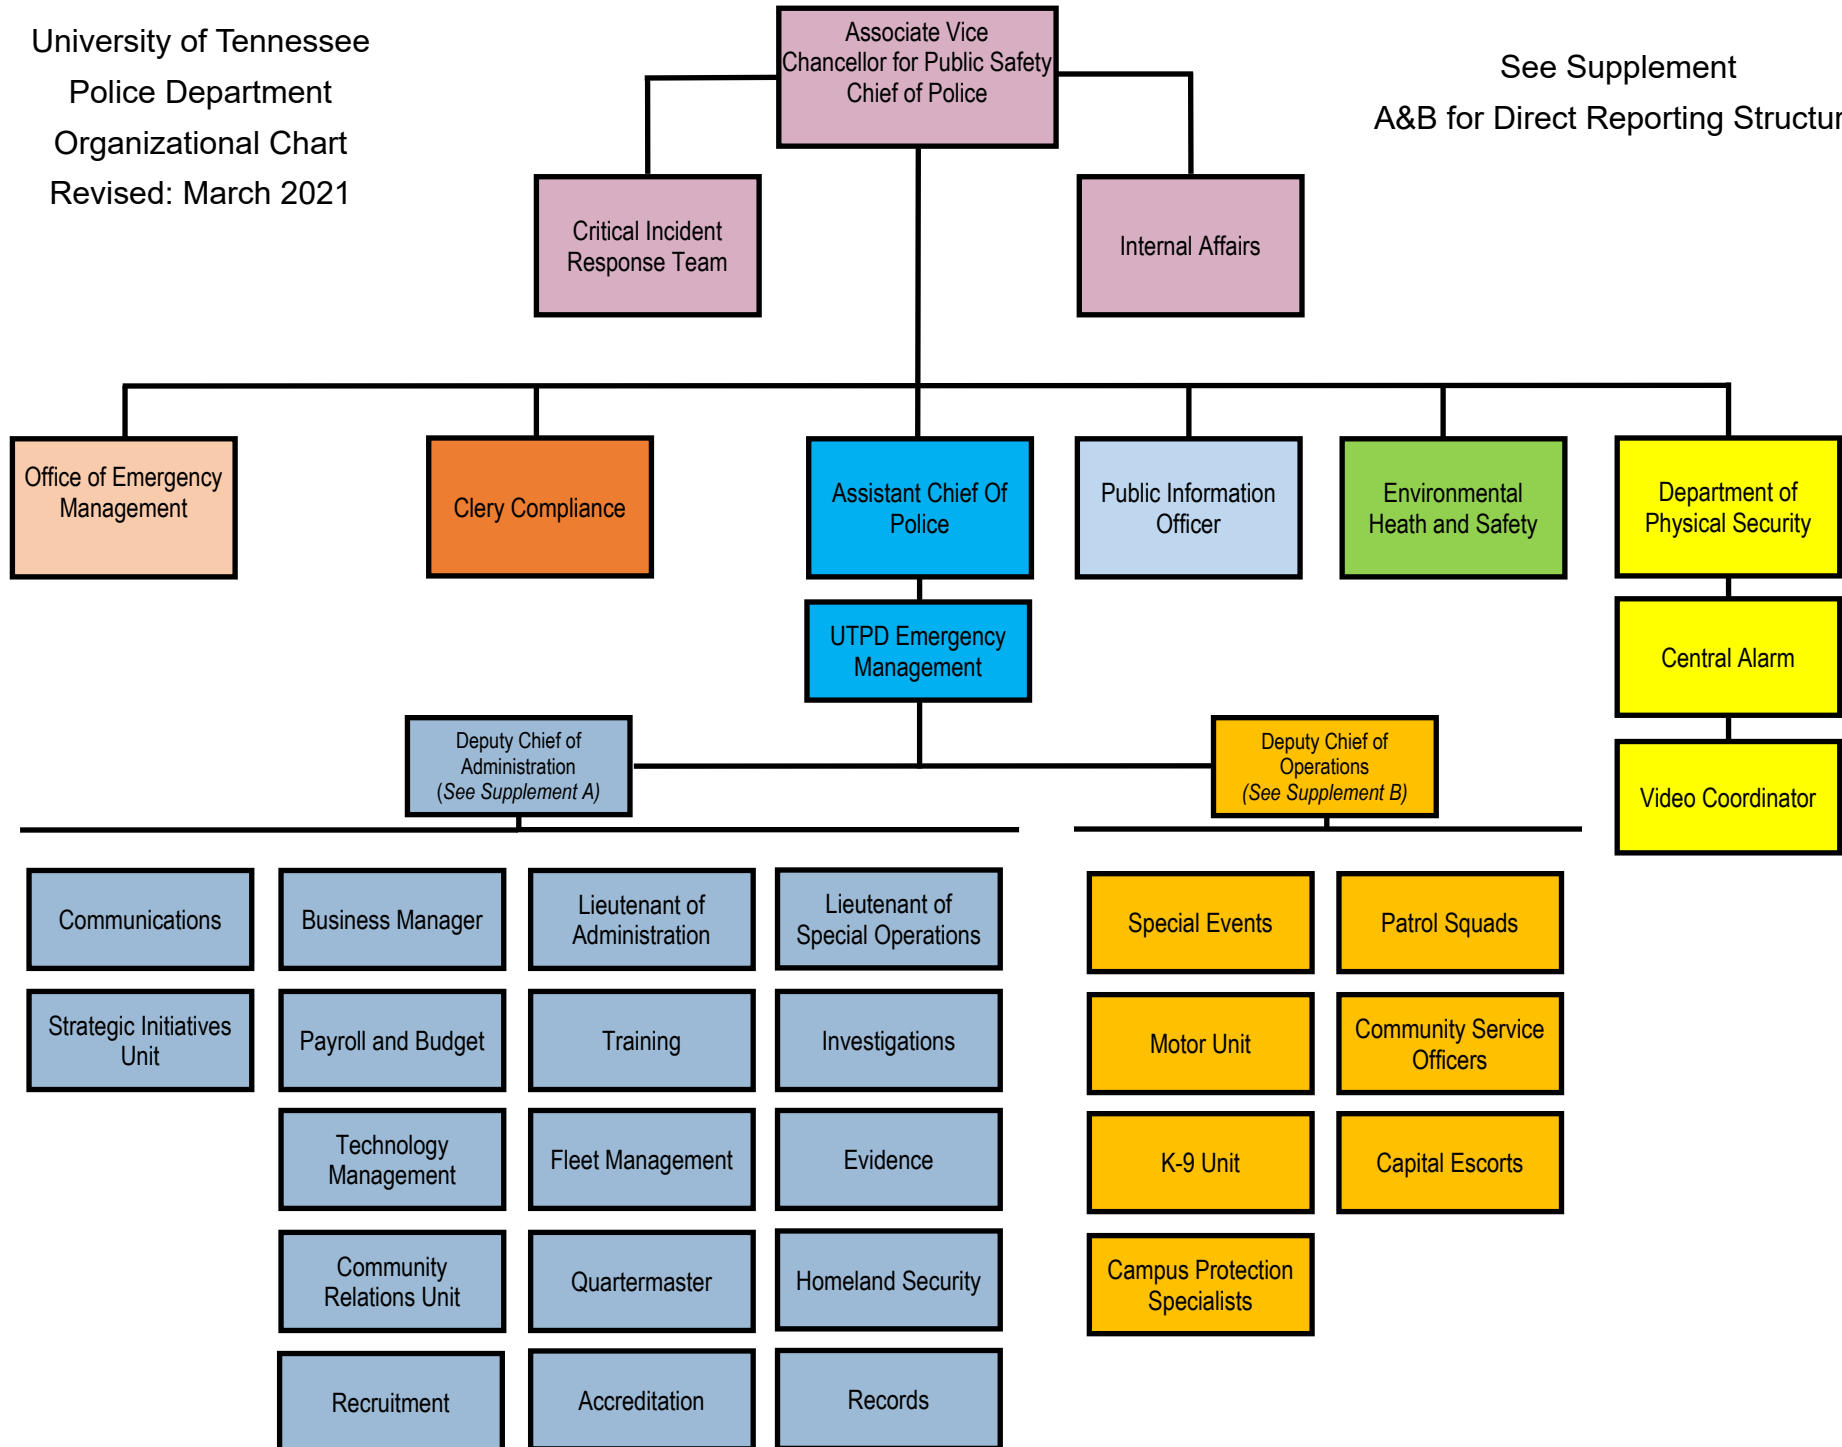 University of Tennessee
Police Department
Organizational Chart
Revised: March 2021
Associate Vice
Chancellor for Public Safety
Chief of Police
See Supplement
A&B for Direct Reporting Structur
Critical Incident
Response Team
Internal Affairs
Office of Emergency
Management
Clery Compliance
Assistant Chief Of
Police
Public Information
Officer
Environmental
Heath and Safety
Department of
Physical Security
UTPD Emergency
Management
Central Alarm
Deputy Chief of
Administration
(See Supplement A)
Deputy Chief of
Operations
(See Supplement B)
Video Coordinator
Communications
Business Manager
Lieutenant of
Administration
Lieutenant of
Special Operations
Special Events
Patrol Squads
Strategic Initiatives
Unit
Payroll and Budget
Training
Investigations
Motor Unit
Community Service
Officers
Technology
Management
Fleet Management
Evidence
K-9 Unit
Capital Escorts
Community
Relations Unit
Quartermaster
Homeland Security
Campus Protection
Specialists
Recruitment
Accreditation
Records